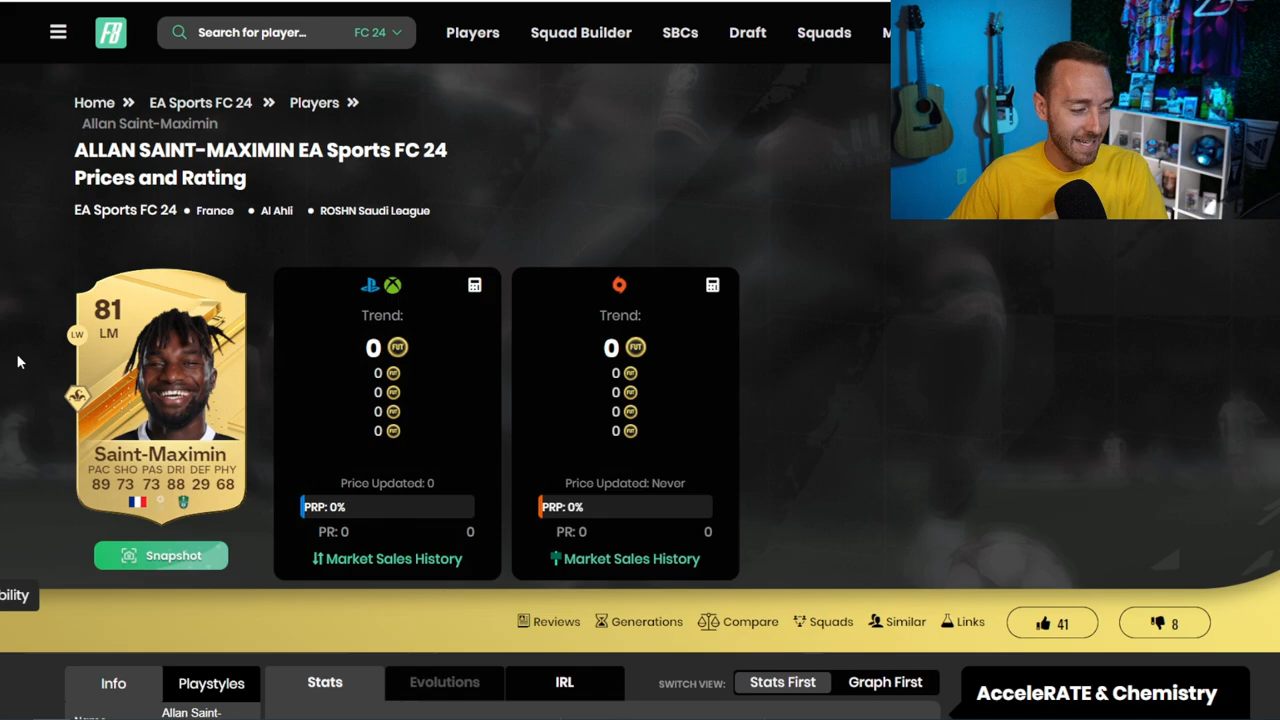 F8
Search for player...
FC 24
Players
Squad Builder
SBCs
Draft
Squads
Home
EA Sports FC 24
Players
Allan Saint-Maximin
ALLAN SAINT-MAXIMIN EA Sports FC 24
Prices and Rating
EA Sports FC 24 • France • Al Ahli • ROSHN Saudi League
81
LM
LW
Saint-Maximin
PAC SHO PAS DRI DEF PHY
89 73 73 88 29 68
Snapshot
Trend:
0 FUT
0
0
0
0
Price Updated: 0
PRP: 0%
PR: 0 0
Market Sales History
Trend:
0 FUT
0
0
0
0
Price Updated: Never
PRP: 0%
PR: 0 0
Market Sales History
bility
Reviews
Generations
Compare
Squads
Similar
Links
41
8
Info
Playstyles
Stats
Evolutions
IRL
SWITCH VIEW:
Stats First
Graph First
AcceleRATE & Chemistry
Allan Saint-